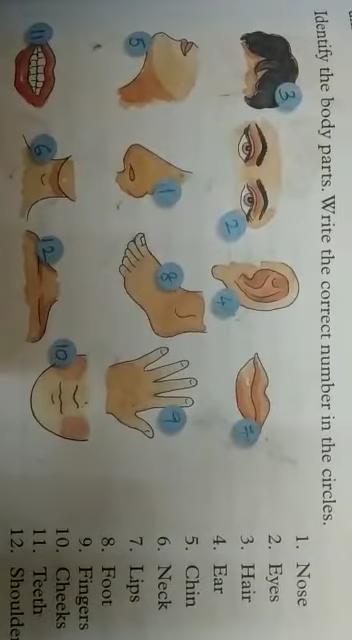 Identify the body parts. Write the correct number in the circles.
3
2
4
7
5
1
8
9
11
6
12
10
1. Nose
2. Eyes
3. Hair
4. Ear
5. Chin
6. Neck
7. Lips
8. Foot
9. Fingers
10. Cheeks
11. Teeth
12. Shoulder